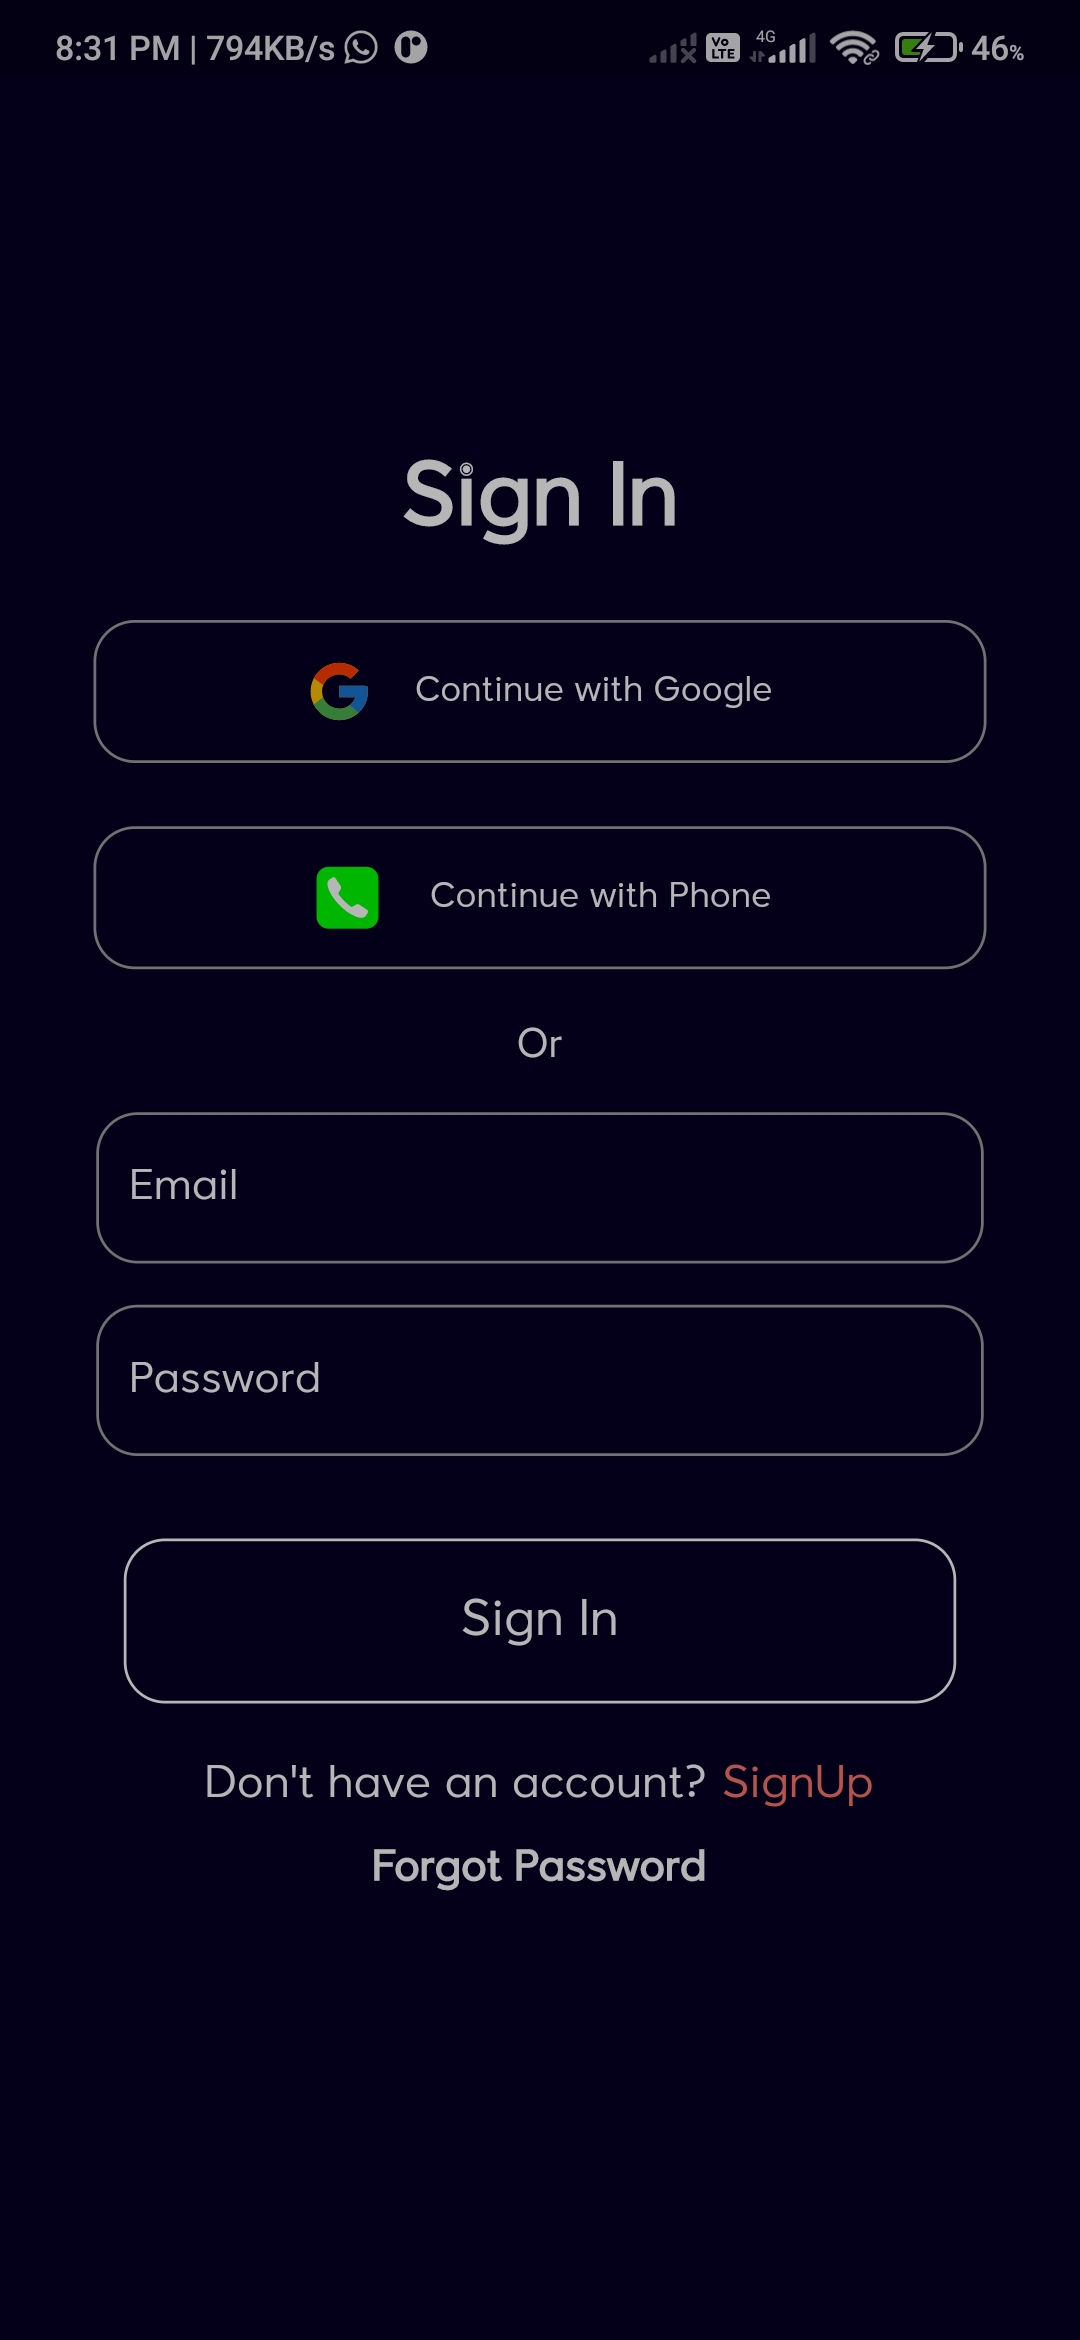 8:31 PM | 794KB/s Vo LTE 4G 46%
Sign In
Continue with Google
Continue with Phone
Or
Email
Password
Sign In
Don't have an account? SignUp
Forgot Password